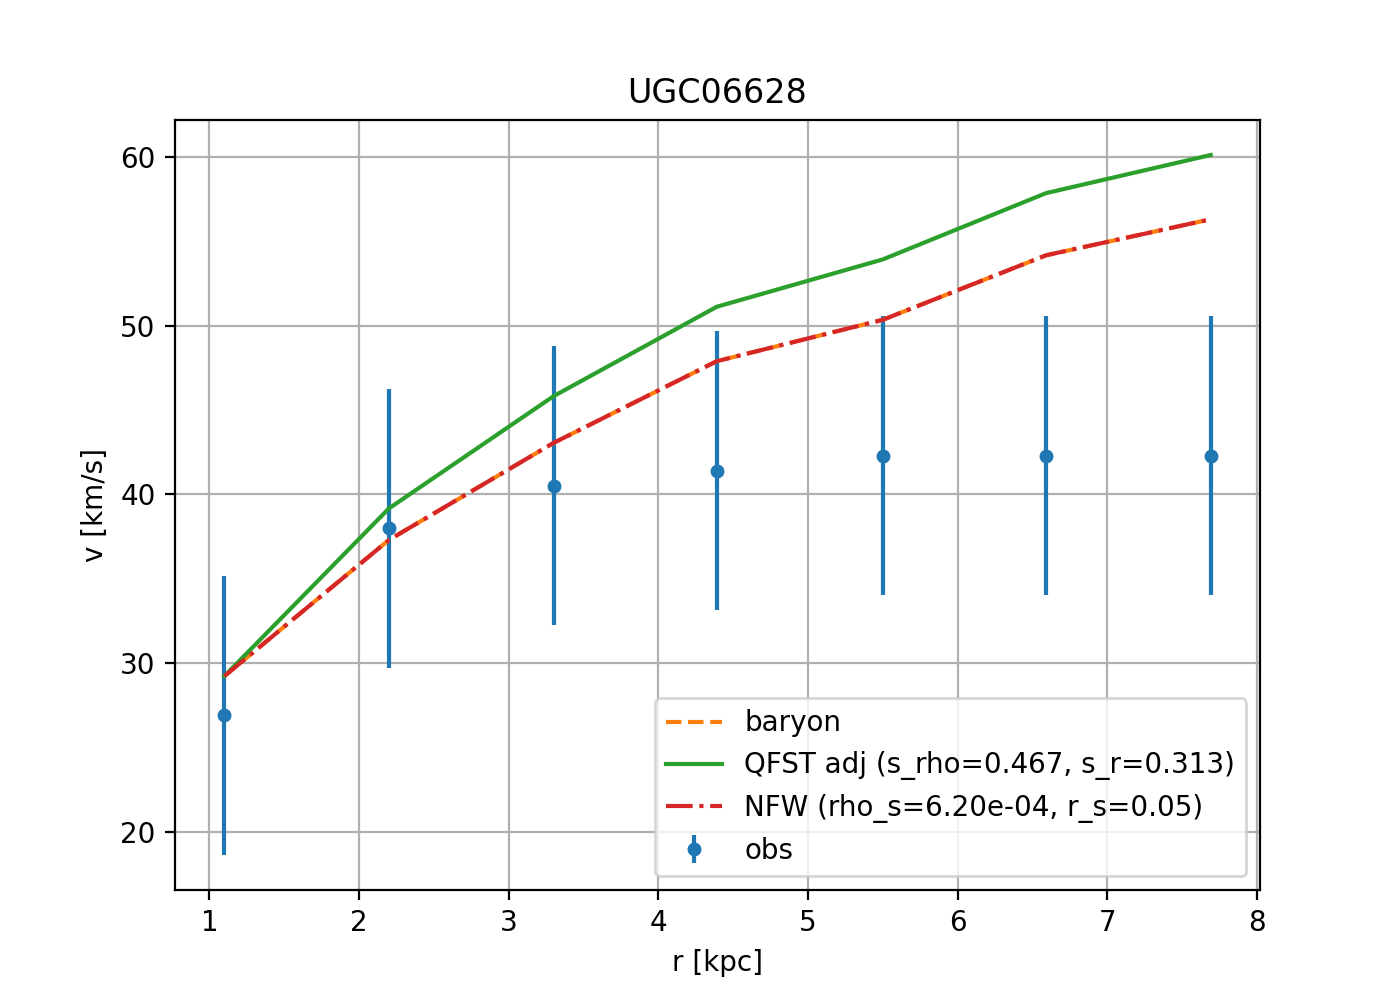 UGC06628
60
50
40
30
20
v [km/s]
baryon
QFST adj (s_rho=0.467, s_r=0.313)
NFW (rho_s=6.20e-04, r_s=0.05)
obs
1 2 3 4 5 6 7 8
r [kpc]